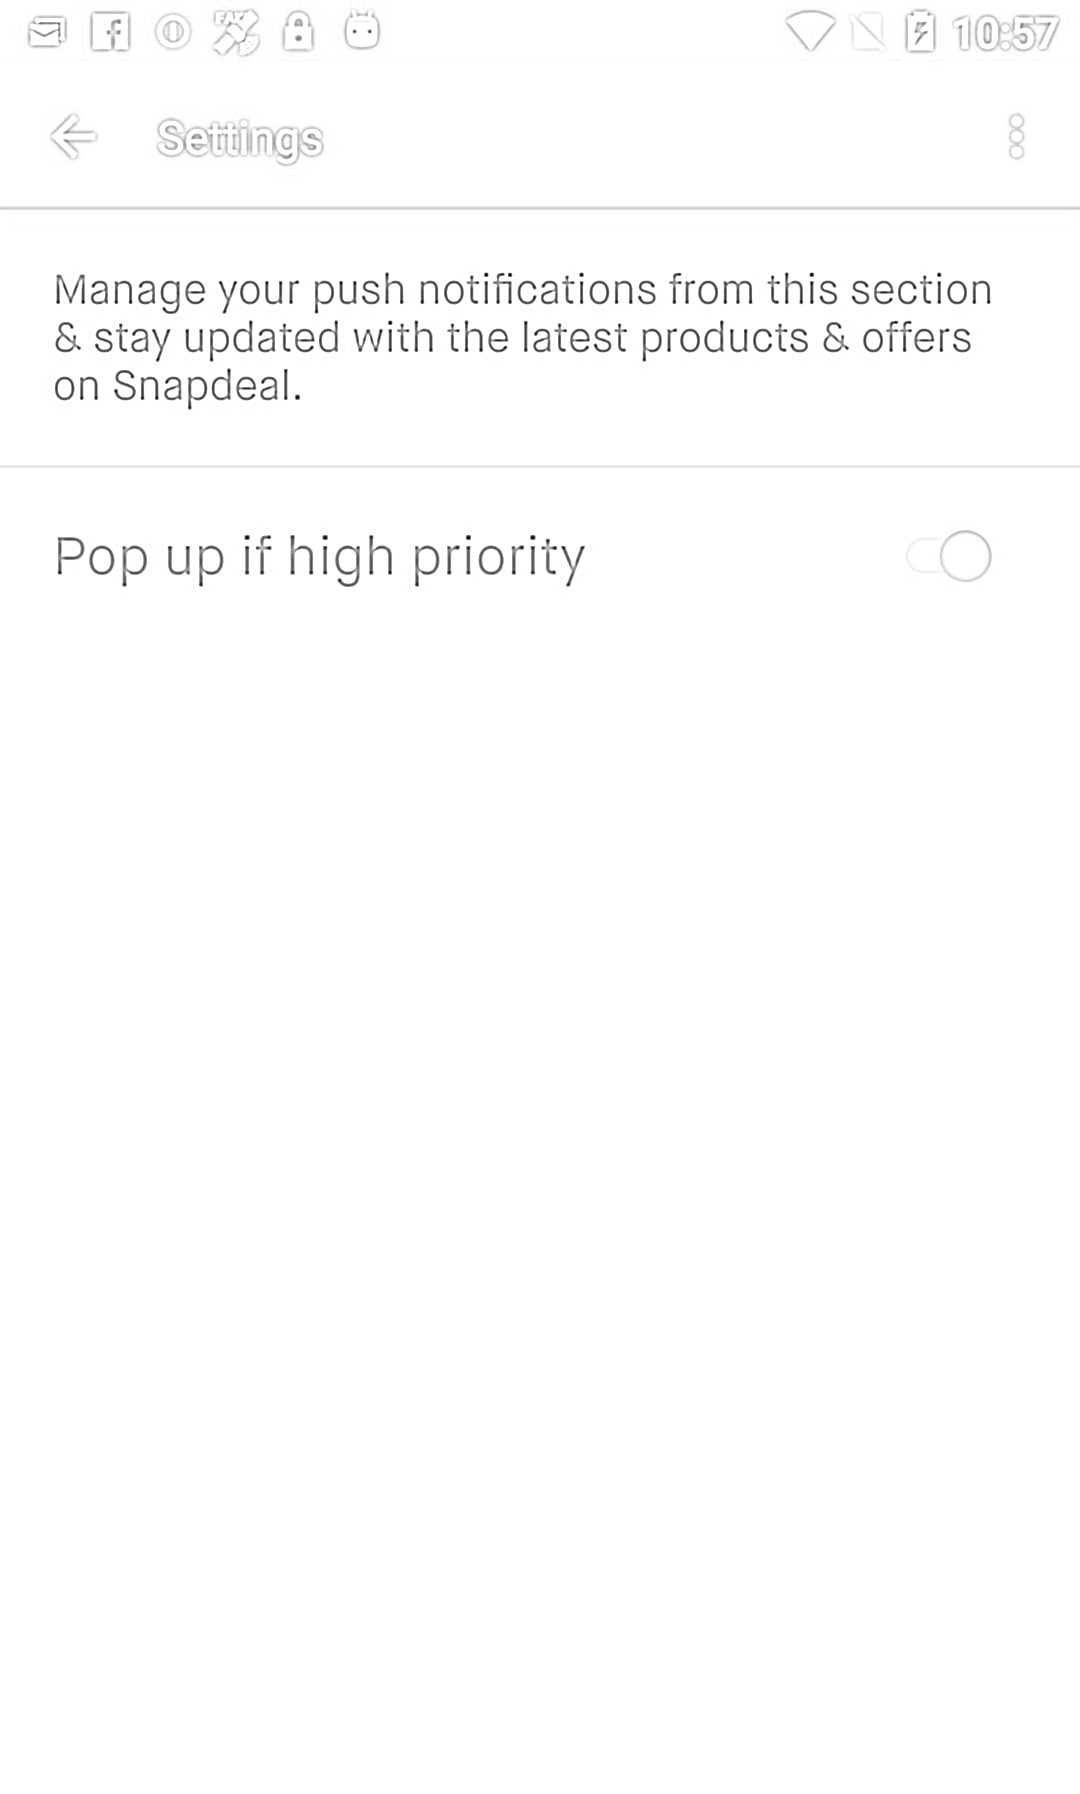 10:57
Settings
Manage your push notifications from this section
& stay updated with the latest products & offers
on Snapdeal.
Pop up if high priority